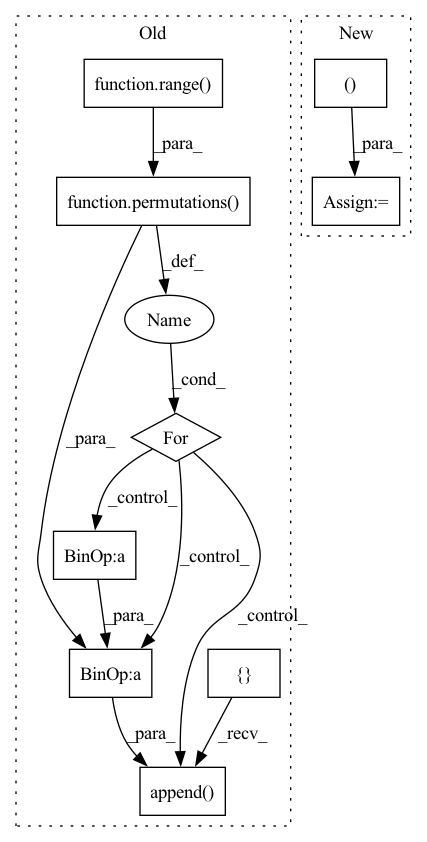 Old
New
function.range()
()
_para_
_para_
function.permutations()
Assign:=
_def_
Name
_cond_
_para_
For
_control_
_control_
_control_
BinOp:a
_para_
BinOp:a
{}
_para_
_recv_
append()